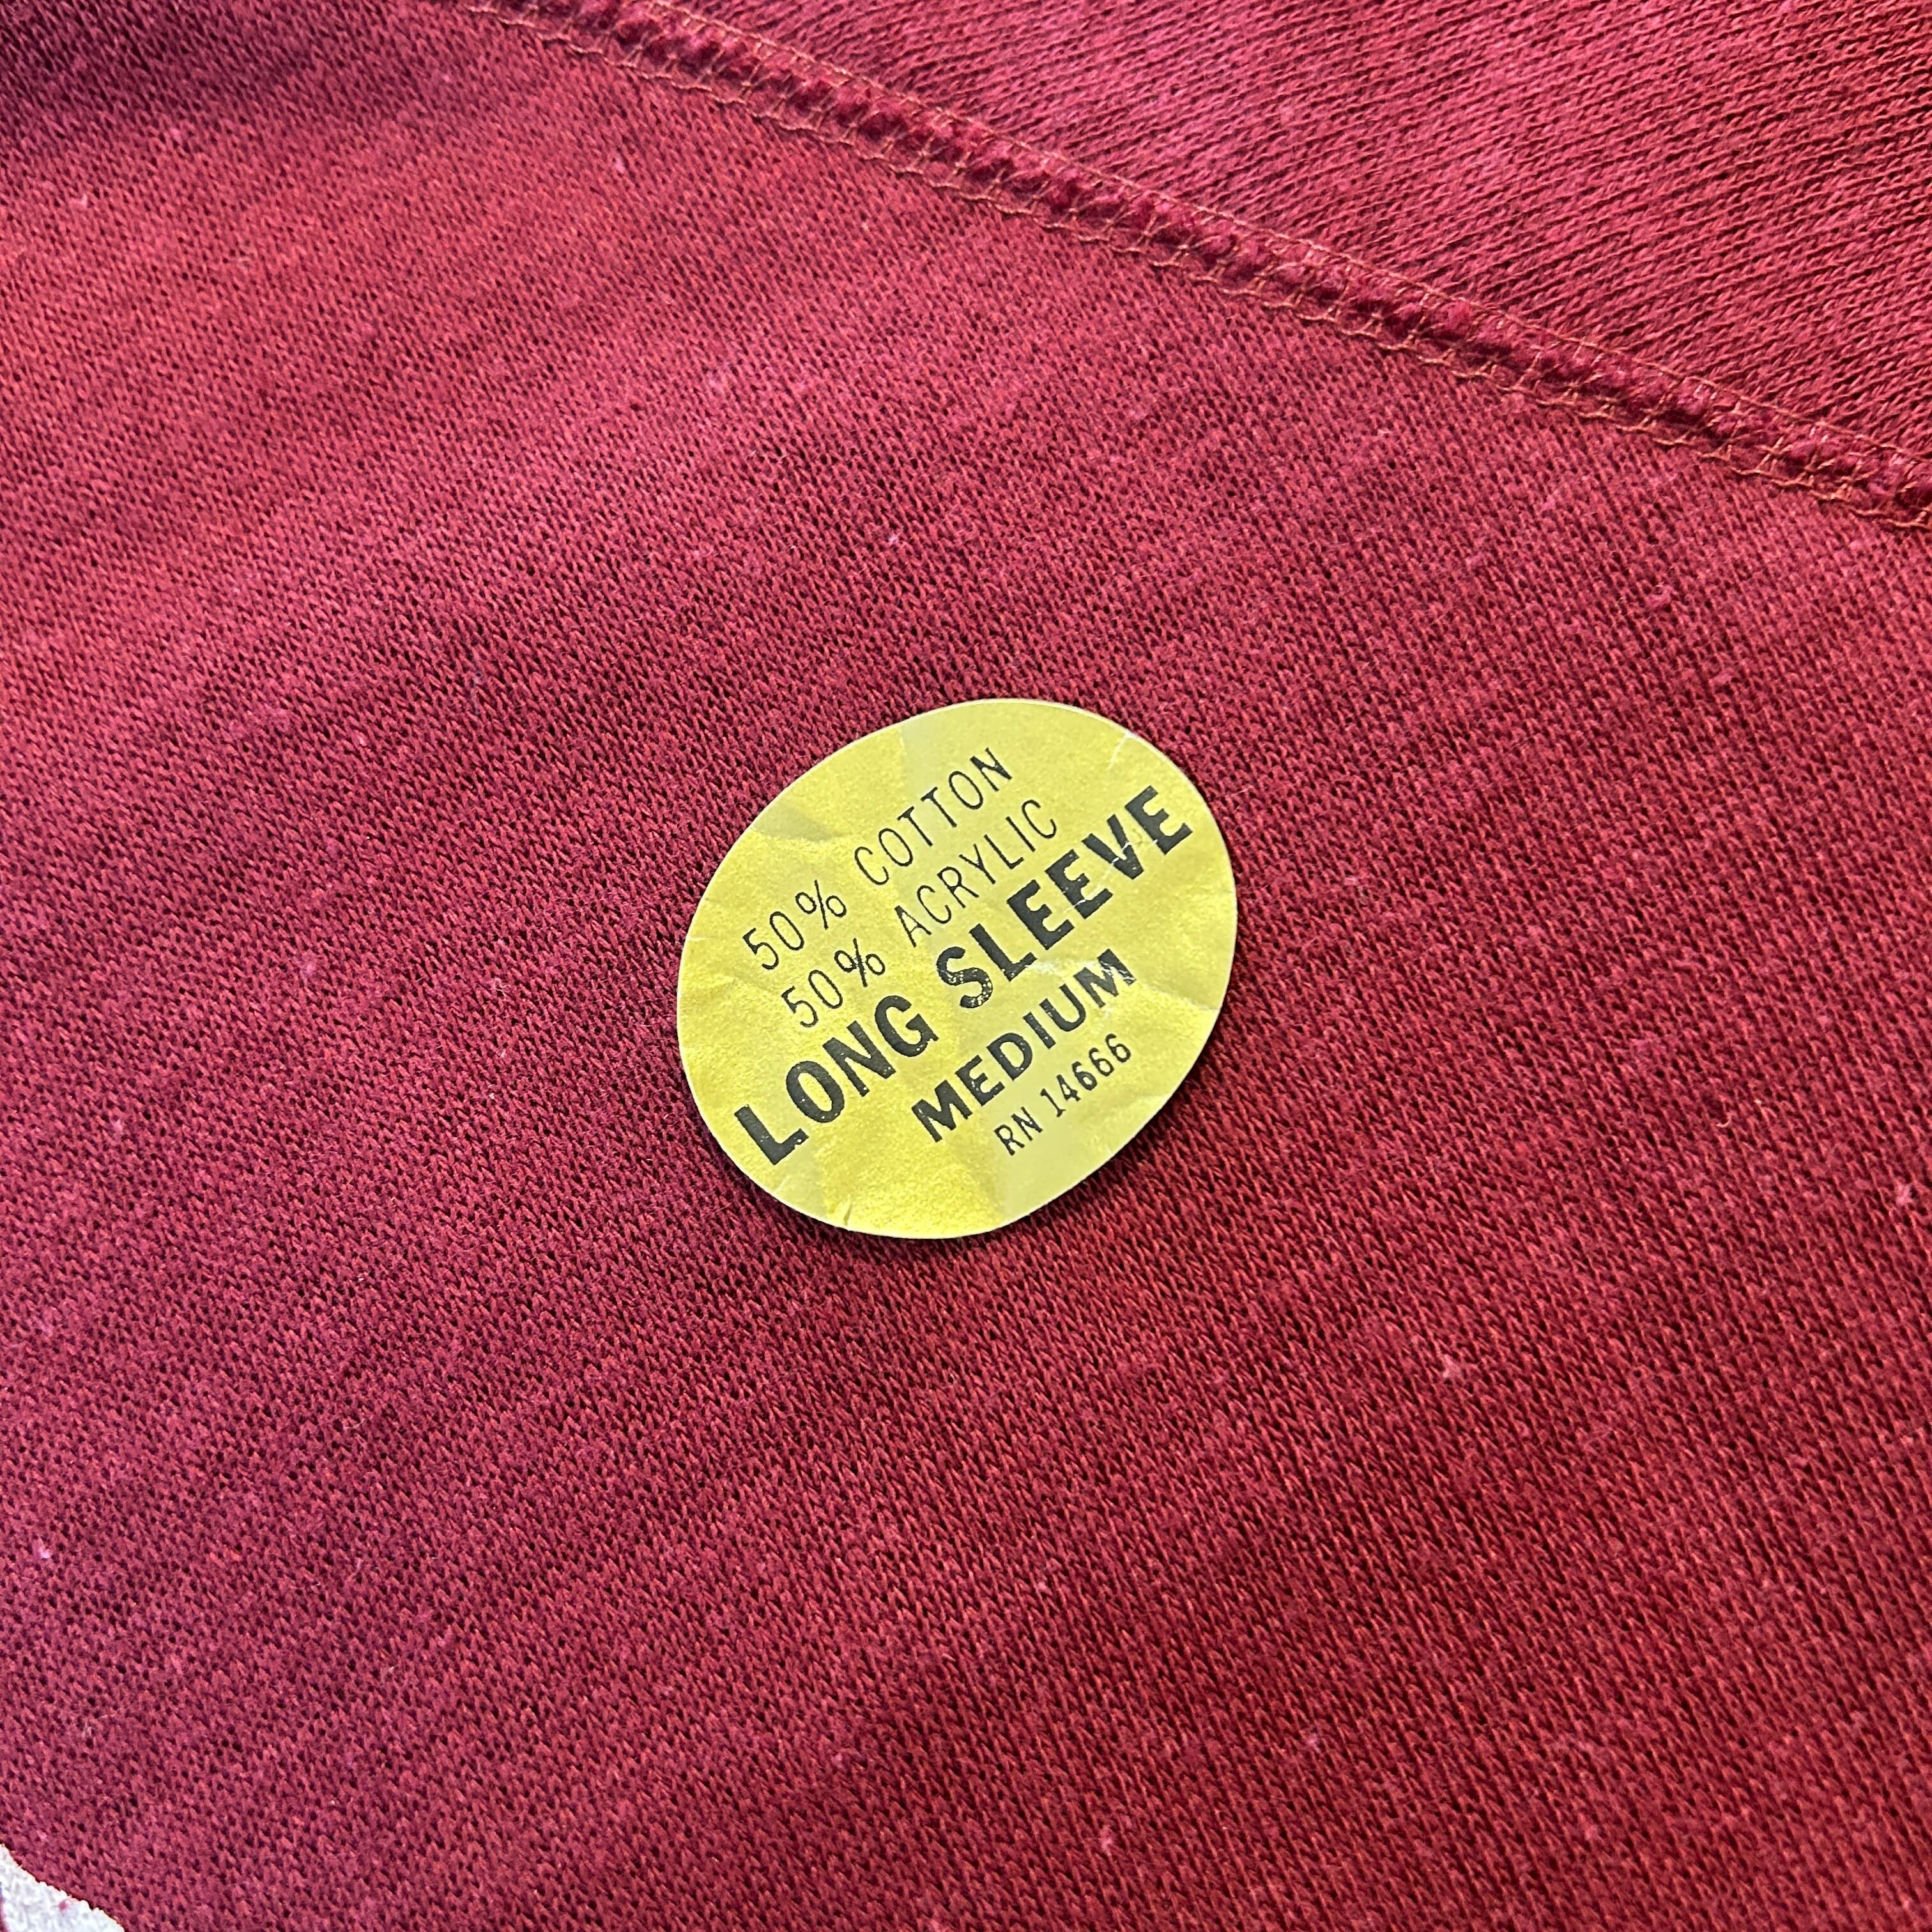 50% COTTON
50% ACRYLIC
LONG SLEEVE
MEDIUM
RN 14666